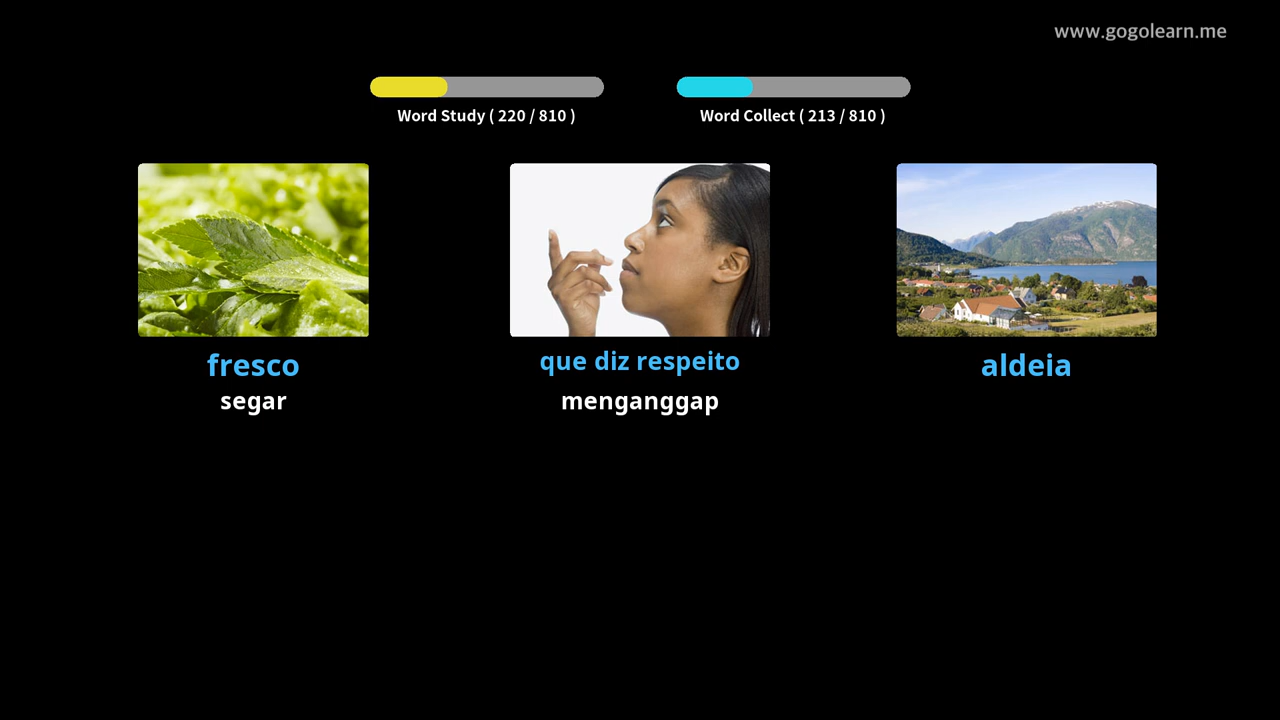 www.gogolearn.me
Word Study ( 220 / 810 )
Word Collect ( 213 / 810 )
fresco
segar
que diz respeito
menganggap
aldeia